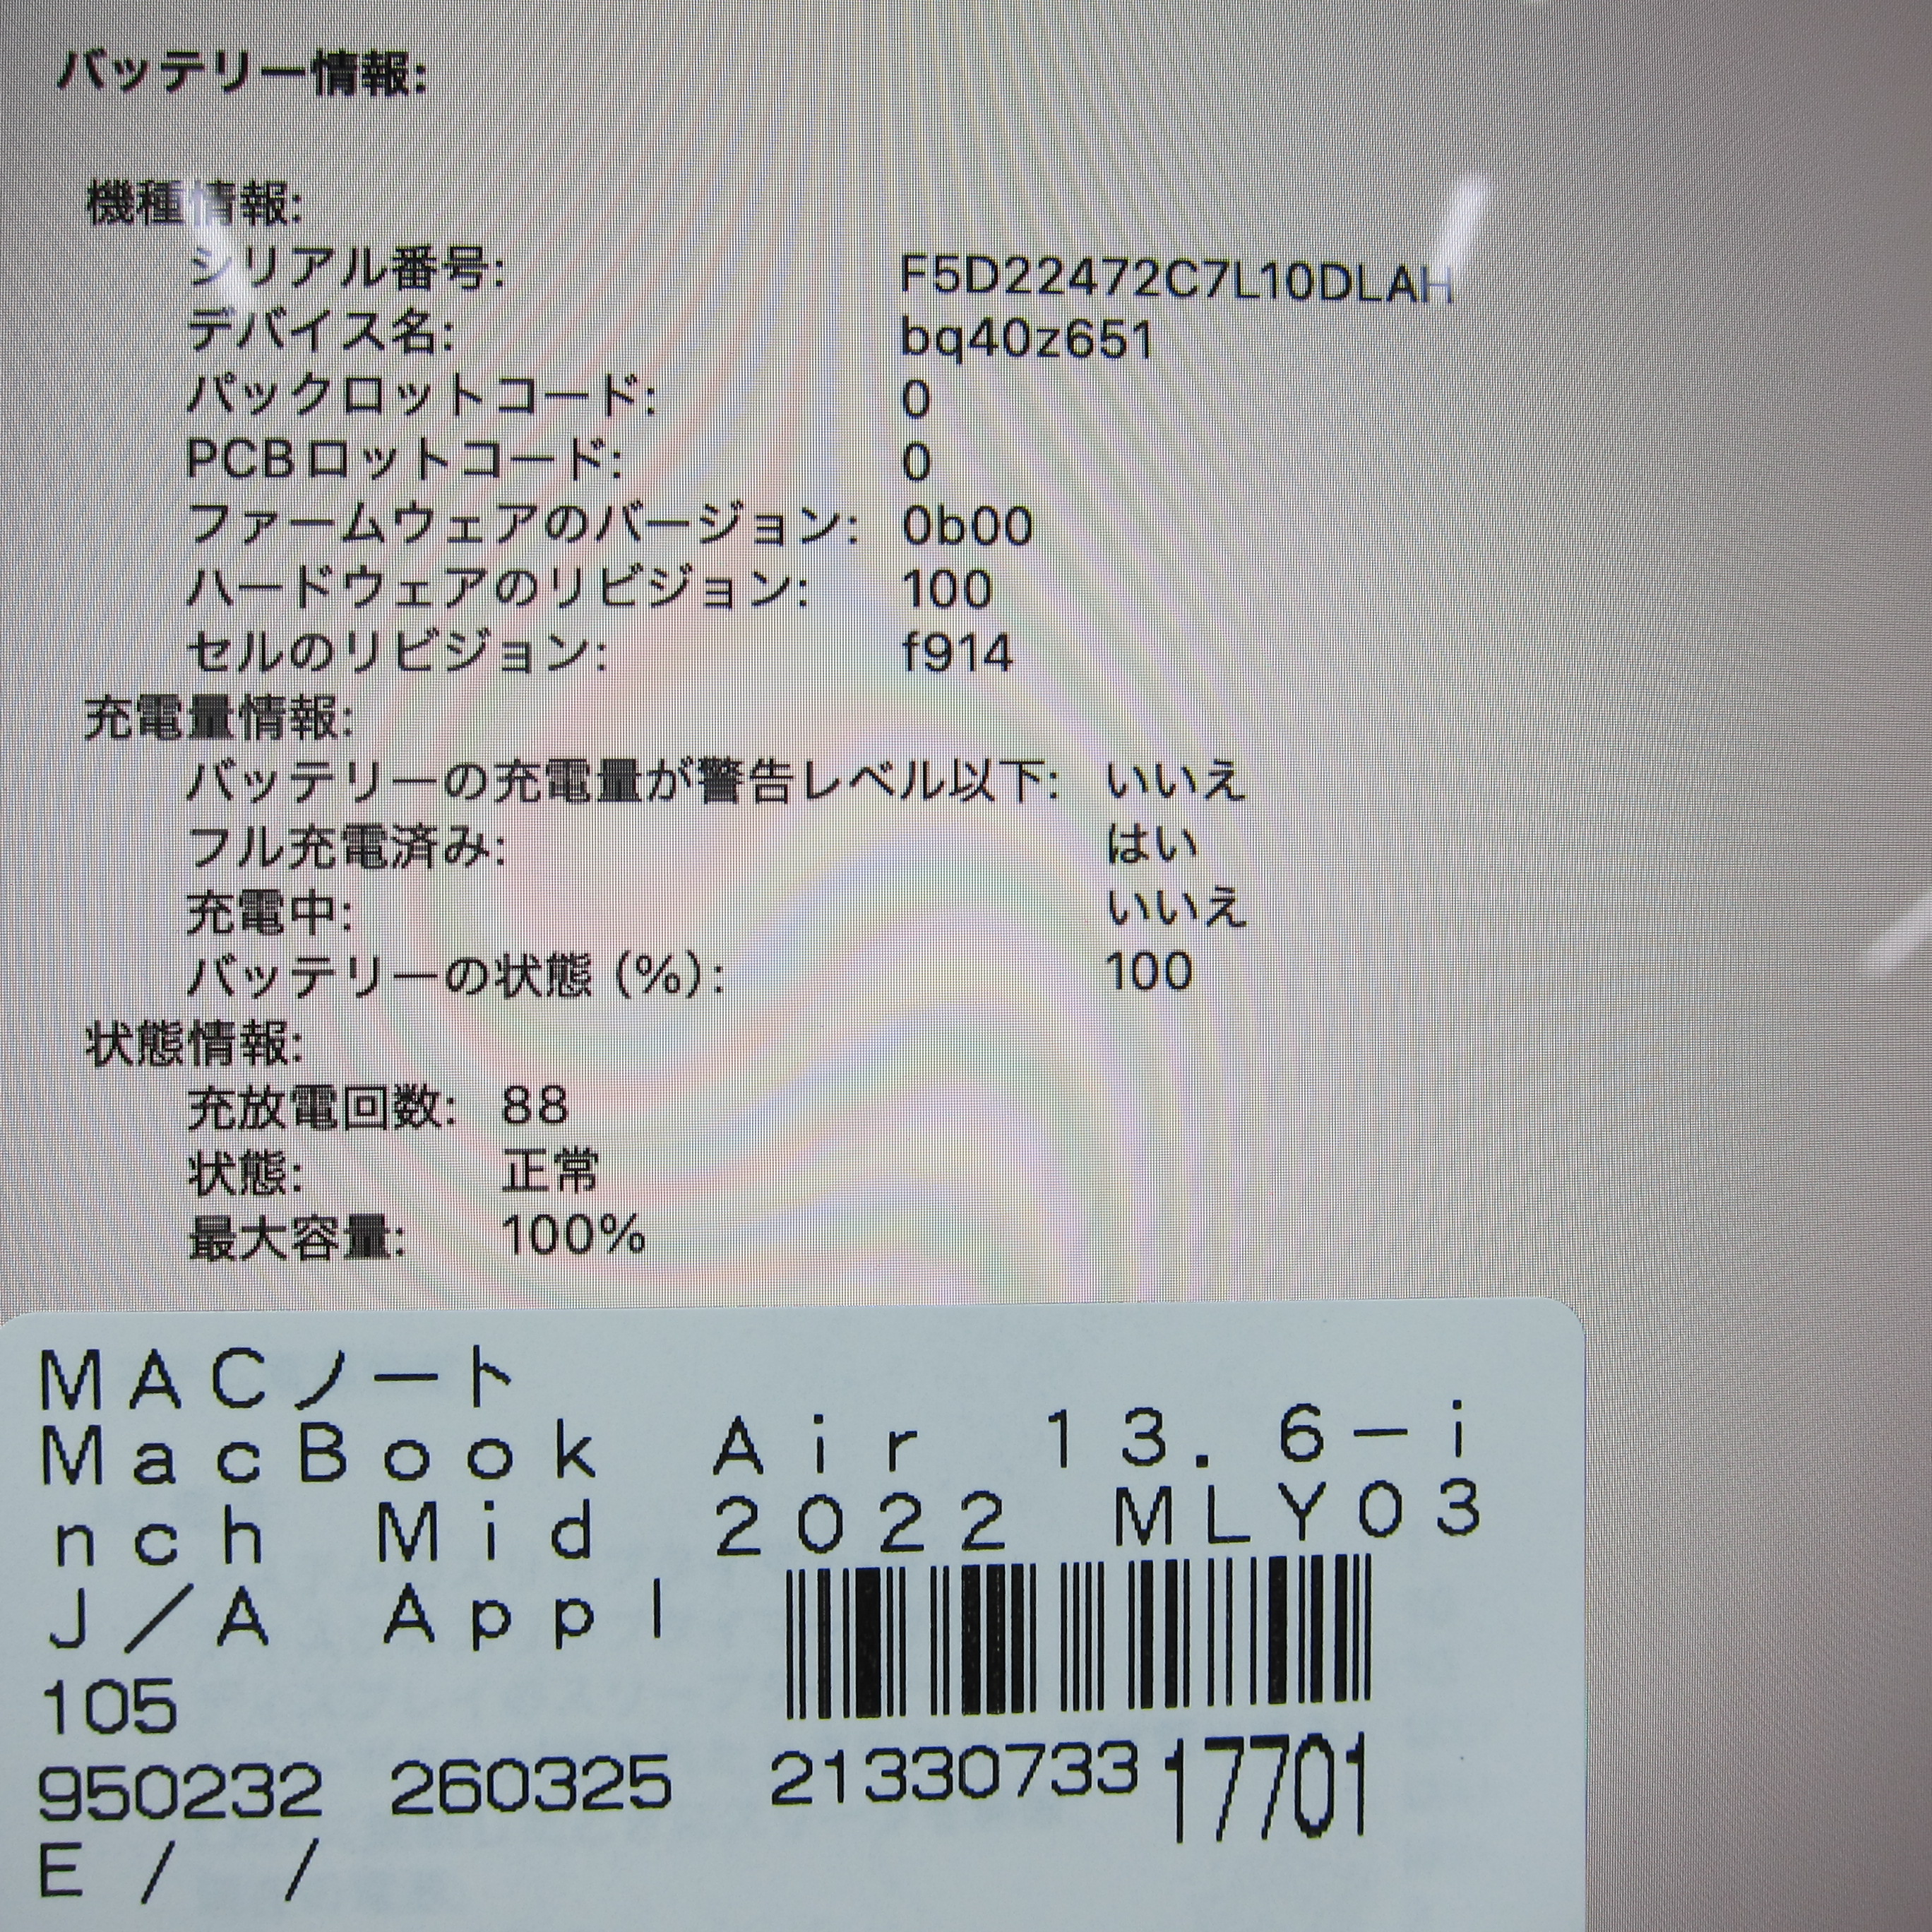 バッテリー情報:
機種情報:
シリアル番号: F5D22472C7L10DLAH
デバイス名: bq40z651
パックロットコード: 0
PCBロットコード: 0
ファームウェアのバージョン: 0b00
ハードウェアのリビジョン: 100
セルのリビジョン: f914
充電量情報:
バッテリーの充電量が警告レベル以下: いいえ
フル充電済み: はい
充電中: いいえ
バッテリーの状態 (%): 100
状態情報:
充放電回数: 88
状態: 正常
最大容量: 100%
MACノート
MacBook Air 13.6-i
nch Mid 2022 MLY03
J/A Appl
105
950232 260325 2133073317701
E / /